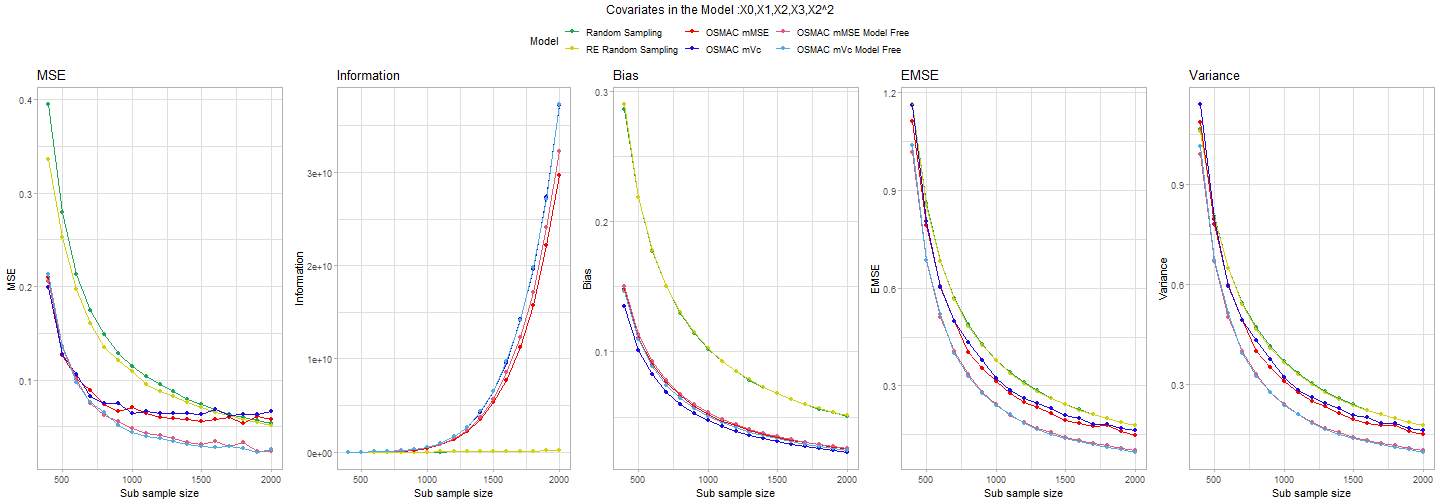 Covariates in the Model :X0,X1,X2,X3,X2^2
Model
Random Sampling
OSMAC mMSE
OSMAC mMSE Model Free
RE Random Sampling
OSMAC mVc
OSMAC mVc Model Free
MSE
0.4
0.3
0.2
0.1
MSE
500
1000
1500
2000
Sub sample size
Information
3e+10
2e+10
1e+10
0e+00
Information
500
1000
1500
2000
Sub sample size
Bias
0.3
0.2
0.1
Bias
500
1000
1500
2000
Sub sample size
EMSE
1.2
0.9
0.6
0.3
EMSE
500
1000
1500
2000
Sub sample size
Variance
0.9
0.6
0.3
Variance
500
1000
1500
2000
Sub sample size